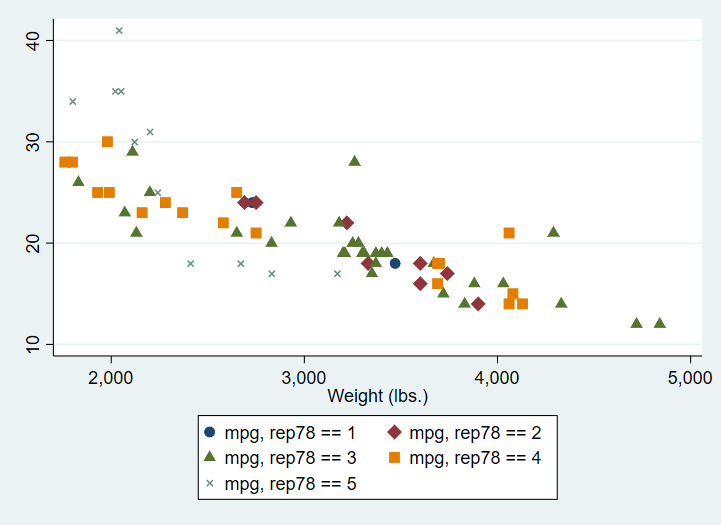 40
30
20
10
2,000 3,000 4,000 5,000
Weight (lbs.)
mpg, rep78 == 1 mpg, rep78 == 2
mpg, rep78 == 3 mpg, rep78 == 4
mpg, rep78 == 5